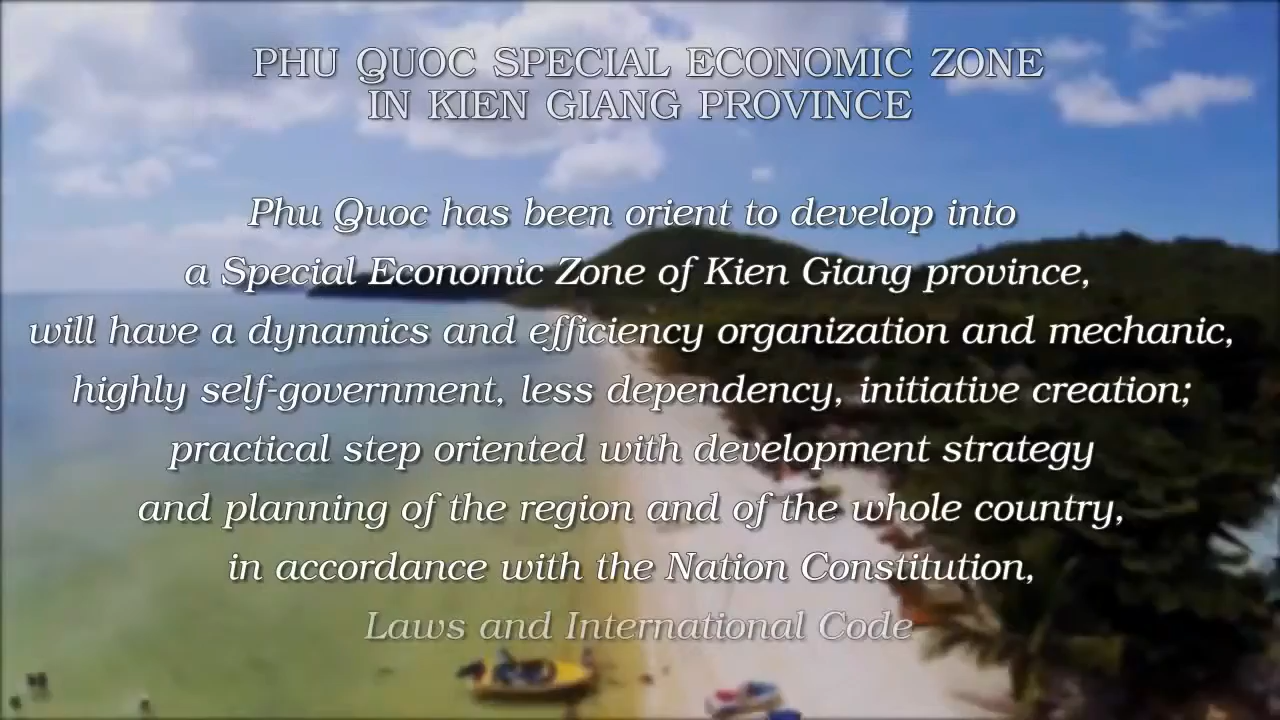 PHU QUOC SPECIAL ECONOMIC ZONE
IN KIEN GIANG PROVINCE
Phu Quoc has been orient to develop into
a Special Economic Zone of Kien Giang province,
will have a dynamics and efficiency organization and mechanic,
highly self-government, less dependency, initiative creation;
practical step oriented with development strategy
and planning of the region and of the whole country,
in accordance with the Nation Constitution,
Laws and International Code